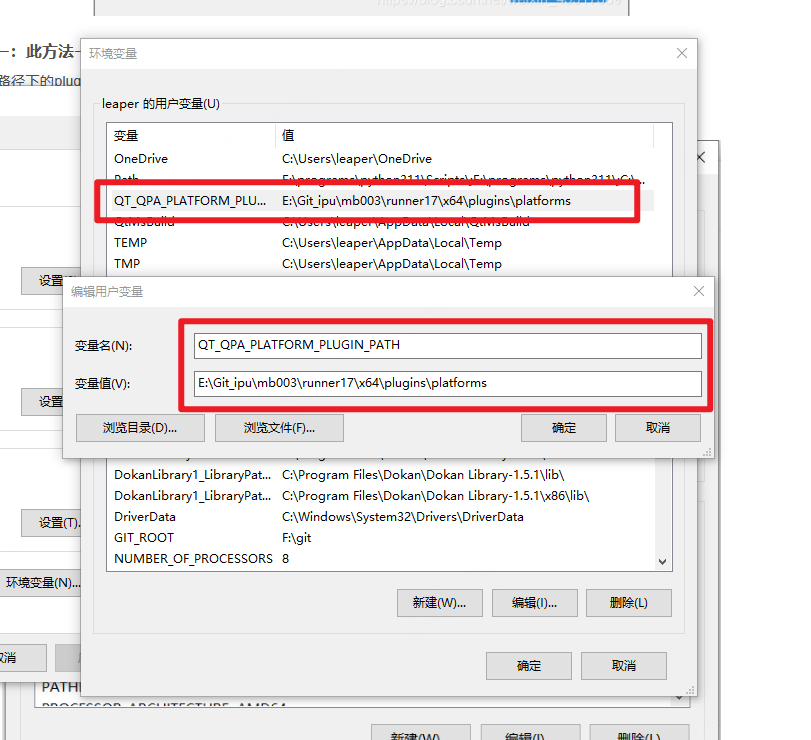 一：此方法
路径下的plug
环境变量
leaper 的用户变量(U)
变量 值
OneDrive C:\Users\leaper\OneDrive
Path E:\programs\python311\Scripts\;E:\programs\python311\;C:\...
QT_QPA_PLATFORM_PLU... E:\Git_ipu\mb003\runner17\x64\plugins\platforms
QtMsBuild C:\Users\leaper\AppData\Local\QtMsBuild
TEMP C:\Users\leaper\AppData\Local\Temp
TMP C:\Users\leaper\AppData\Local\Temp
设置
编辑用户变量
变量名(N): QT_QPA_PLATFORM_PLUGIN_PATH
变量值(V): E:\Git_ipu\mb003\runner17\x64\plugins\platforms
设置
浏览目录(D)... 浏览文件(F)... 确定 取消
DokanLibrary1_LibraryPat... C:\Program Files\Dokan\Dokan Library-1.5.1\lib\
DokanLibrary1_LibraryPat... C:\Program Files\Dokan\Dokan Library-1.5.1\x86\lib\
DriverData C:\Windows\System32\Drivers\DriverData
设置(T)...
GIT_ROOT F:\git
NUMBER_OF_PROCESSORS 8
环境变量(N)...
新建(W)... 编辑(I)... 删除(L)
取消
确定 取消
PATH
PROCESSOR_ARCHITECTURE AMD64
新建(W) 编辑(I) 删除(L)